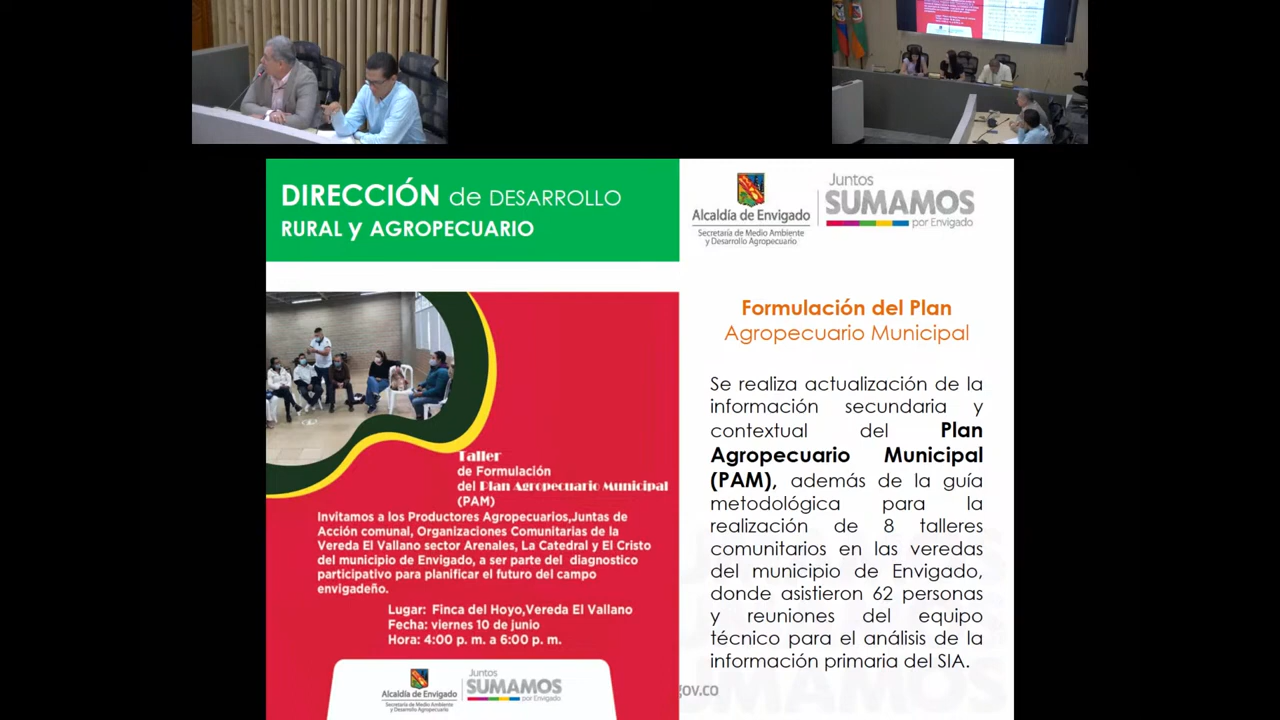 DIRECCIÓN de DESARROLLO
RURAL y AGROPECUARIO
Alcaldía de Envigado
Secretaría de Medio Ambiente
y Desarrollo Agropecuario
Juntos
SUMAMOS
por Envigado
Taller
de Formulación
del Plan Agropecuario Municipal
(PAM)
Invitamos a los Productores Agropecuarios,Juntas de
Acción comunal, Organizaciones Comunitarias de la
Vereda El Vallano sector Arenales, La Catedral y El Cristo
del municipio de Envigado, a ser parte del diagnostico
participativo para planificar el futuro del campo
envigadeño.
Lugar: Finca del Hoyo,Vereda El Vallano
Fecha: viernes 10 de junio
Hora: 4:00 p. m. a 6:00 p. m.
Alcaldía de Envigado
Secretaría de Medio Ambiente
y Desarrollo Agropecuario
Juntos
SUMAMOS
por Envigado
Formulación del Plan
Agropecuario Municipal
Se realiza actualización de la
información secundaria y
contextual del Plan
Agropecuario Municipal
(PAM), además de la guía
metodológica para la
realización de 8 talleres
comunitarios en las veredas
del municipio de Envigado,
donde asistieron 62 personas
y reuniones del equipo
técnico para el análisis de la
información primaria del SIA.
gov.co